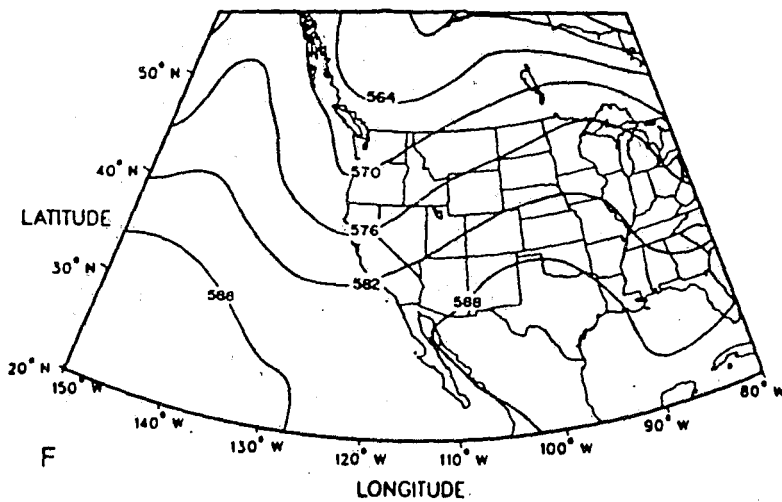 50° N
564
570
40° N
LATITUDE
576
30° N
582
588
588
20° N
150° W
80° W
140° W
90° W
130° W
100° W
120° W
110° W
F
LONGITUDE